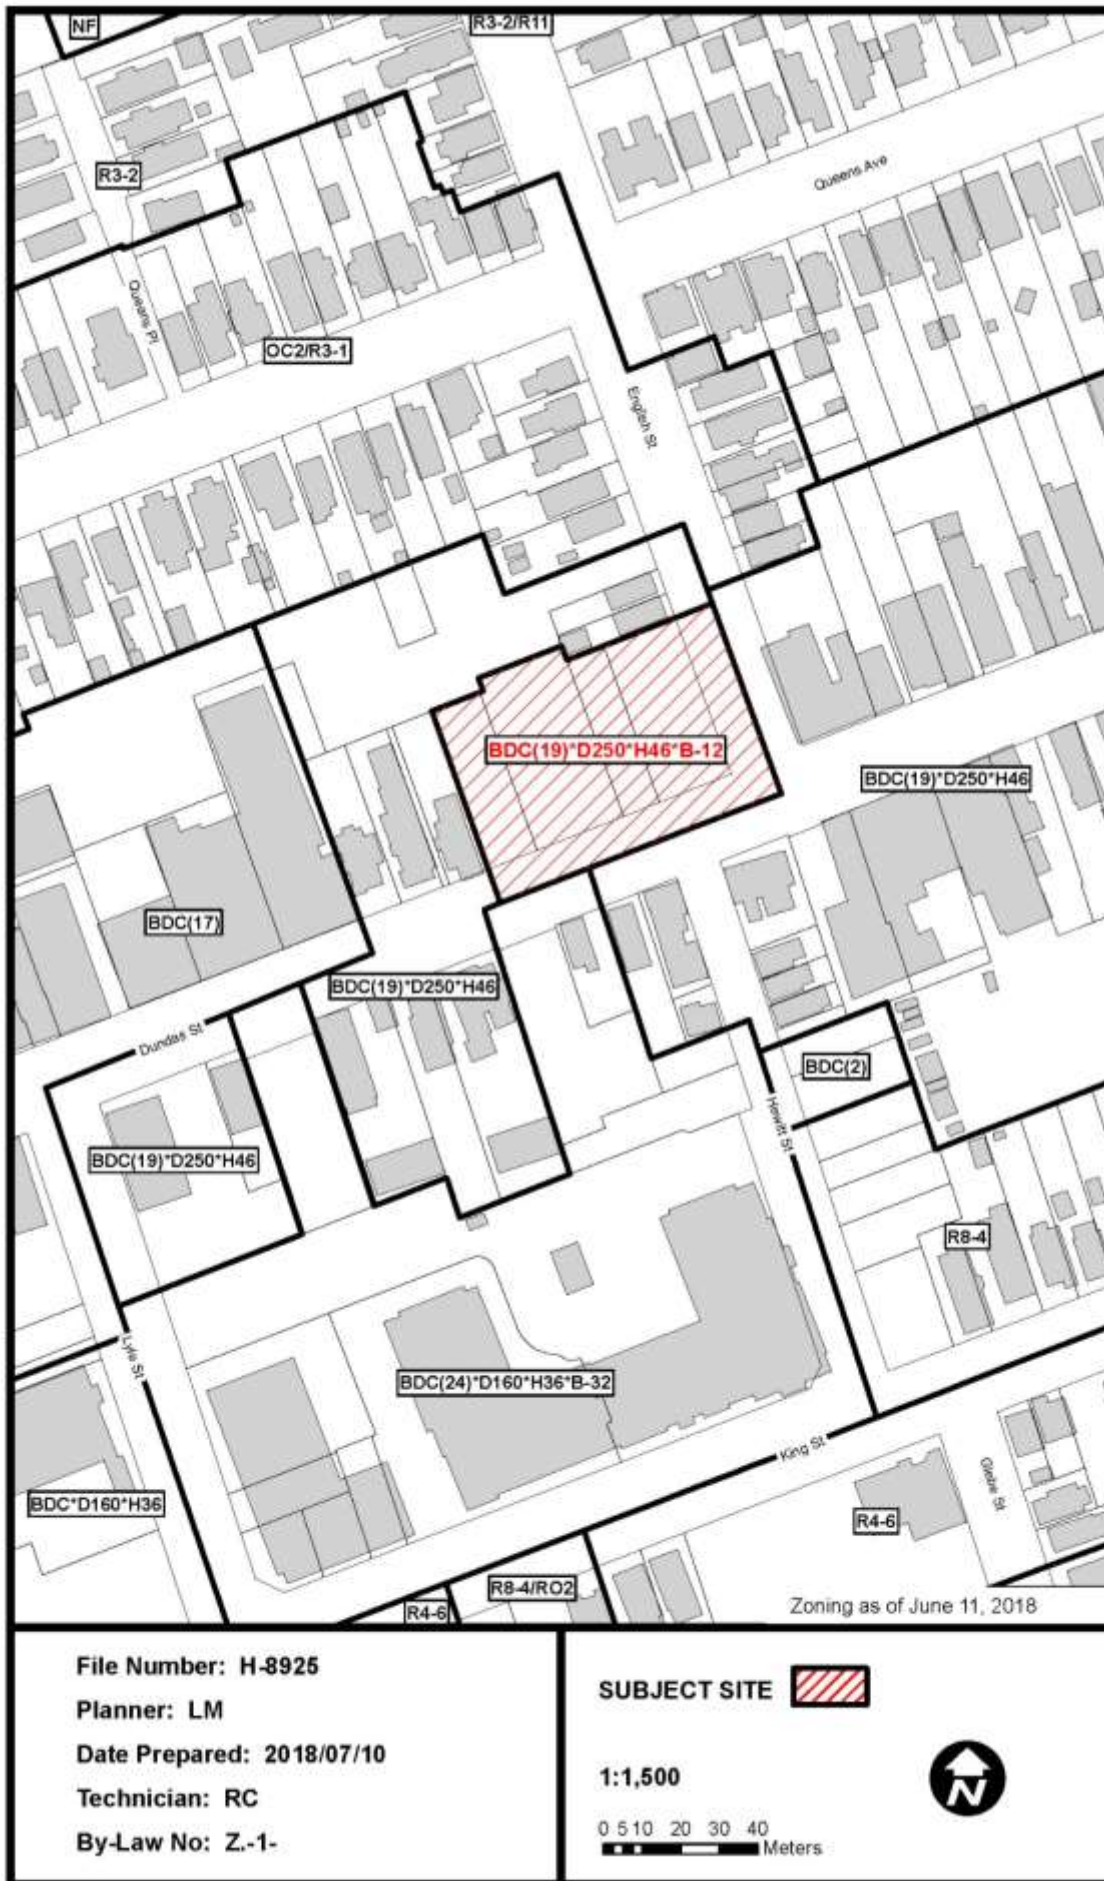 NF
R3-2/R11
R3-2
Queens Ave
Queens Pl
OC2/R3-1
English St
BDC(19)*D250*H46*B-12
BDC(19)*D250*H46
BDC(17)
BDC(19)*D250*H46
Dundas St
BDC(2)
Hewitt St
BDC(19)*D250*H46
R8-4
Lyle St
BDC(24)*D160*H36*B-32
King St
Glebe St
BDC*D160*H36
R4-6
R8-4/RO2
R4-6
Zoning as of June 11, 2018
File Number: H-8925
Planner: LM
Date Prepared: 2018/07/10
Technician: RC
By-Law No: Z.-1-
SUBJECT SITE
1:1,500
N
0 5 10 20 30 40
Meters